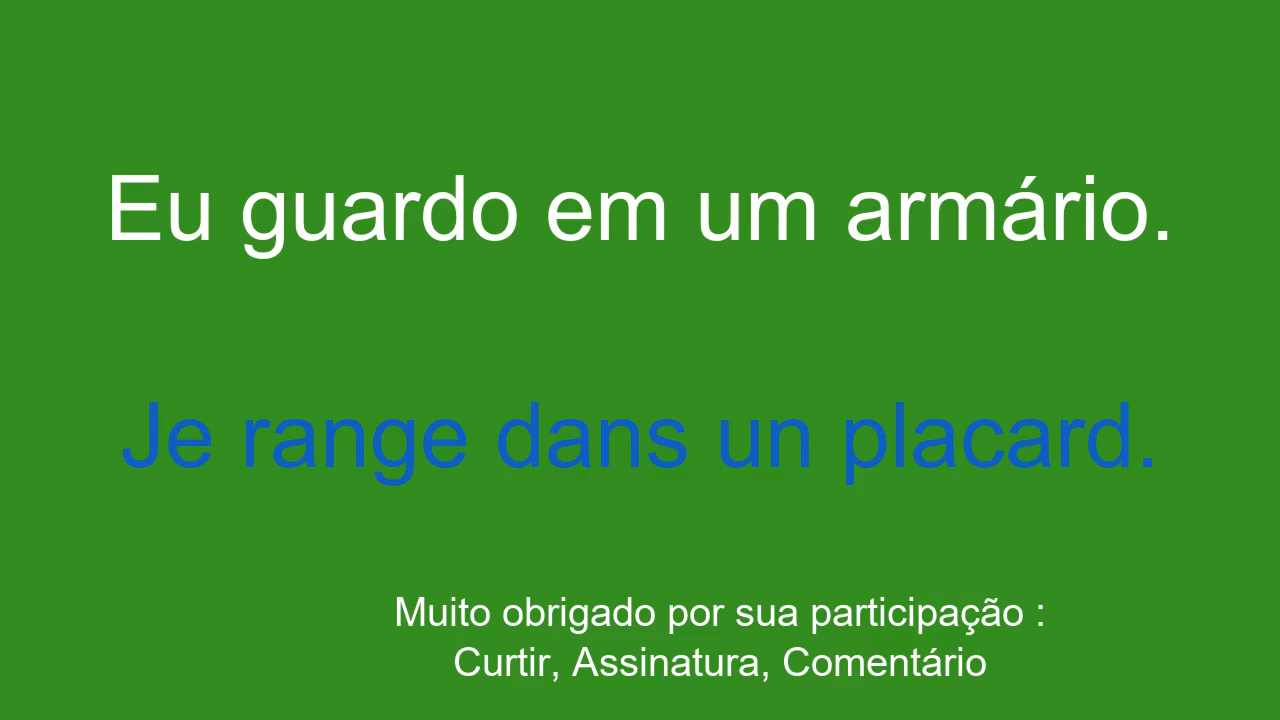 Eu guardo em um armário.
Je range dans un placard.
Muito obrigado por sua participação :
Curtir, Assinatura, Comentário